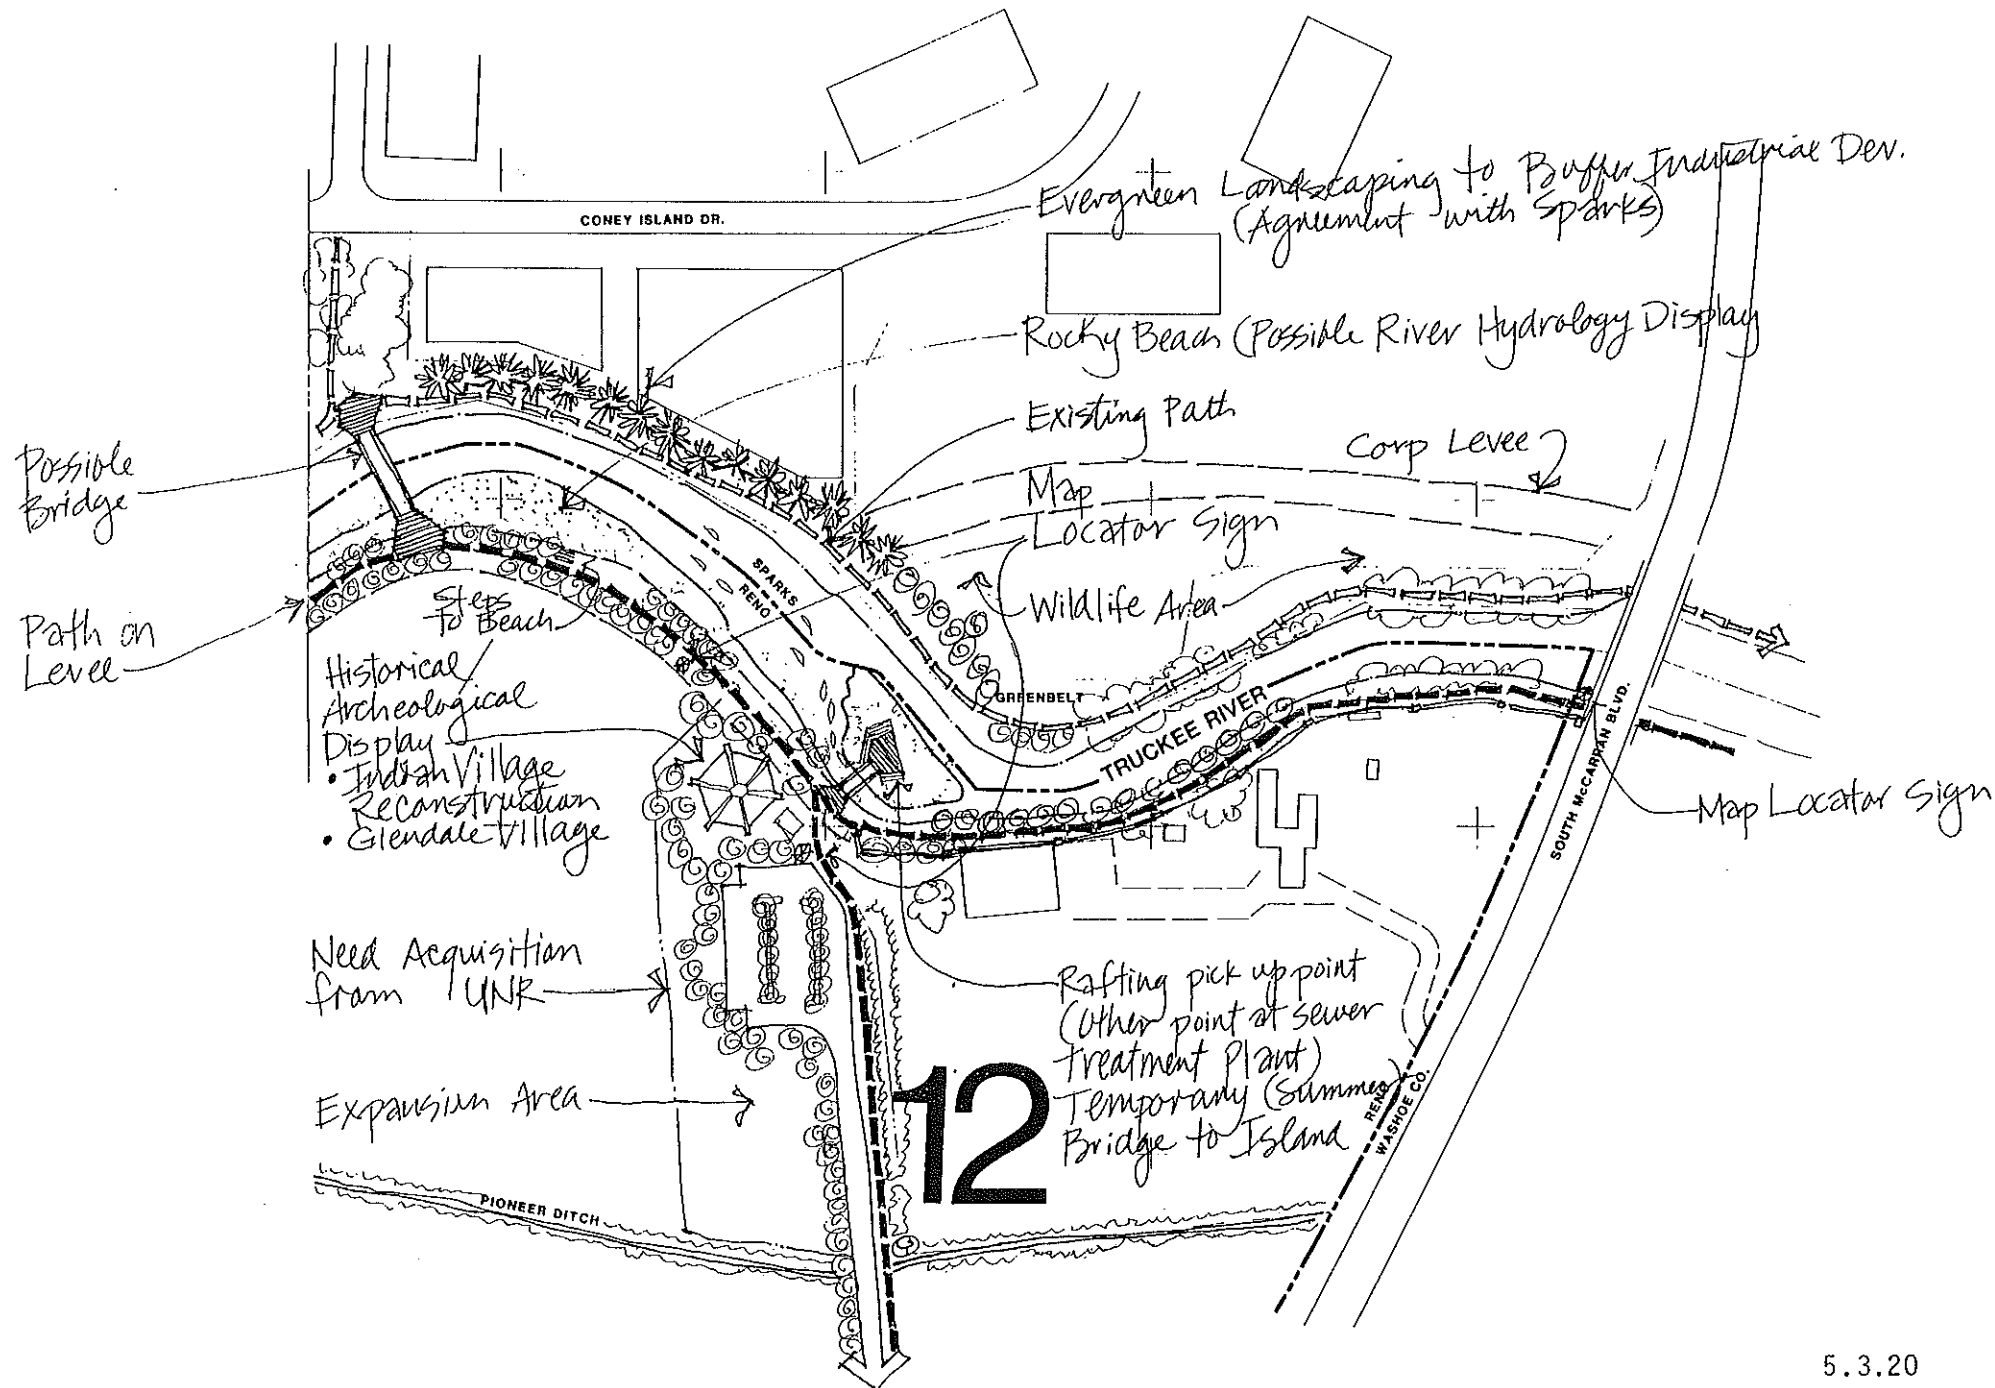 Evergreen Landscaping to Buffer Industrial Dev.
(Agreement with Sparks)
CONEY ISLAND DR.
Rocky Beach (Possible River Hydrology Display
Existing Path
Corp Levee
Possible
Bridge
Map
Locator Sign
SPARKS
RENO
Wildlife Area
Path on
Levee
Steps
To Beach
Historical/
Archeological
Display
• Indian Village
Reconstruction
• Glendale Village
GREENBELT
TRUCKEE RIVER
SOUTH McCARRAN BLVD.
Map Locator Sign
Need Acquisition
from UNR
Rafting pick up point
(Other point at sewer
treatment Plant)
Temporary (Summer)
Bridge to Island
Expansion Area
12
RENO
WASHOE CO.
PIONEER DITCH
5.3.20